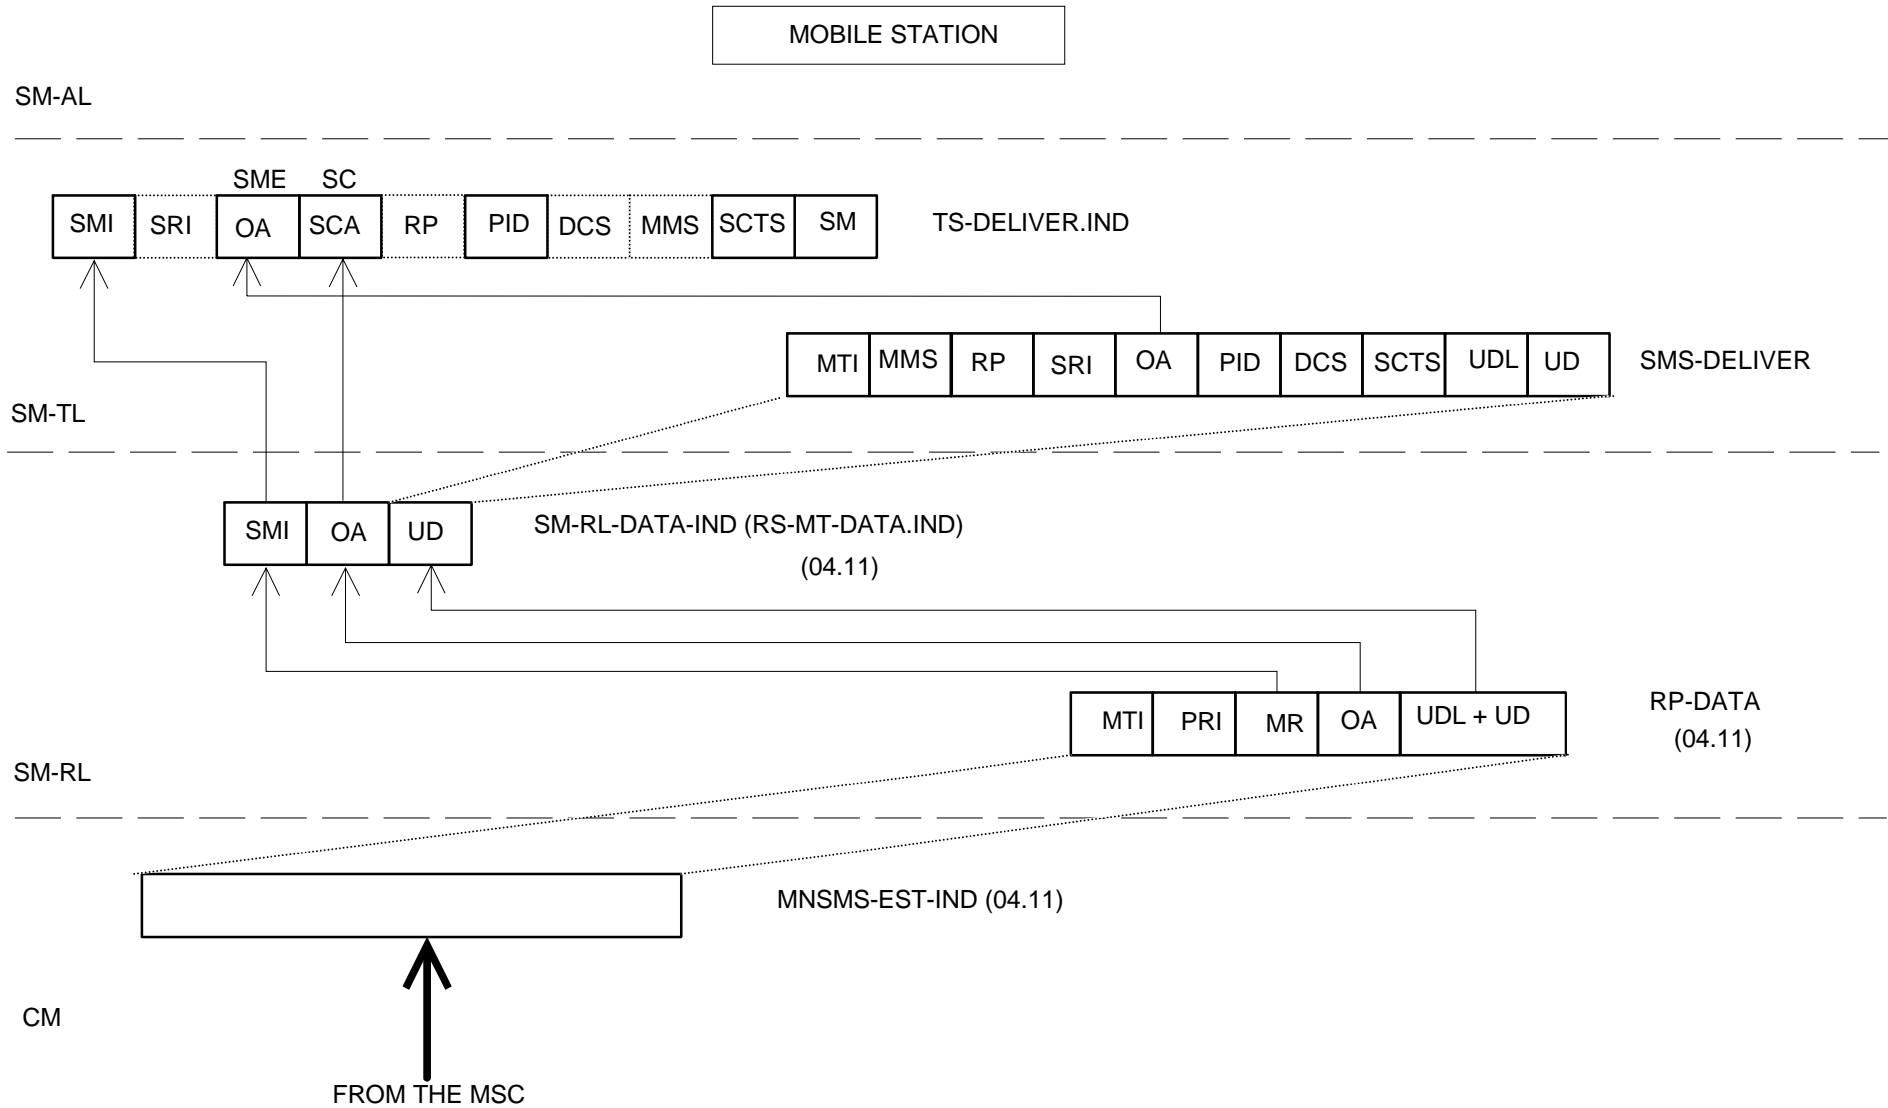 MOBILE STATION
SM-AL
SME SC
SMI SRI OA SCA RP PID DCS MMS SCTS SM TS-DELIVER.IND
MTI MMS RP SRI OA PID DCS SCTS UDL UD SMS-DELIVER
SM-TL
SMI OA UD SM-RL-DATA-IND (RS-MT-DATA.IND)
(04.11)
MTI PRI MR OA UDL + UD RP-DATA
(04.11)
SM-RL
MNSMS-EST-IND (04.11)
CM
FROM THE MSC